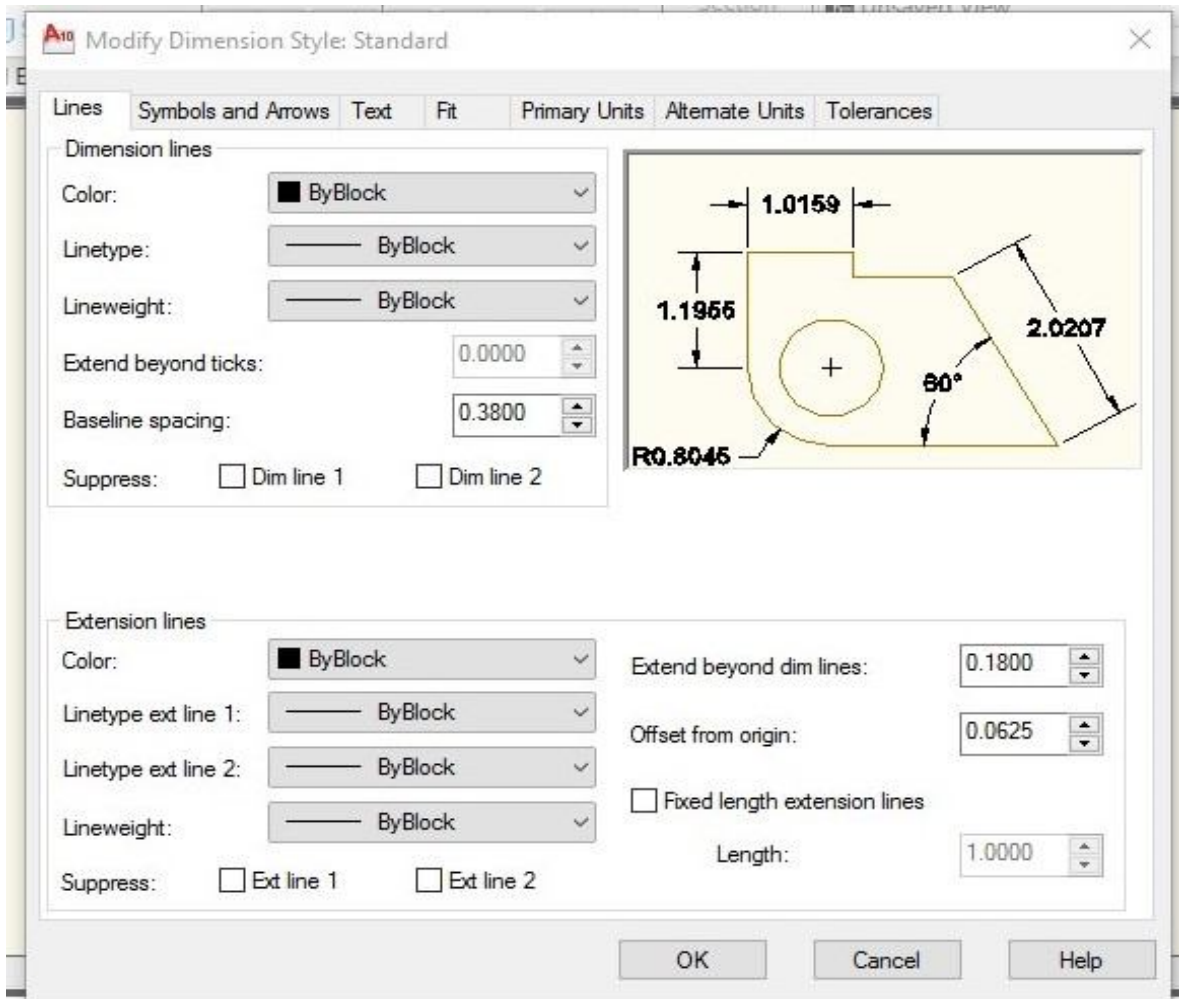 Unsaved View
A10 Modify Dimension Style: Standard
Lines Symbols and Arrows Text Fit Primary Units Alternate Units Tolerances
Dimension lines
Color: ByBlock
Linetype: ByBlock
Lineweight: ByBlock
Extend beyond ticks: 0.0000
Baseline spacing: 0.3800
Suppress: Dim line 1 Dim line 2
1.0159
1.1955
2.0207
60°
R0.8045
Extension lines
Color: ByBlock
Linetype ext line 1: ByBlock
Linetype ext line 2: ByBlock
Lineweight: ByBlock
Suppress: Ext line 1 Ext line 2
Extend beyond dim lines: 0.1800
Offset from origin: 0.0625
Fixed length extension lines
Length: 1.0000
OK Cancel Help